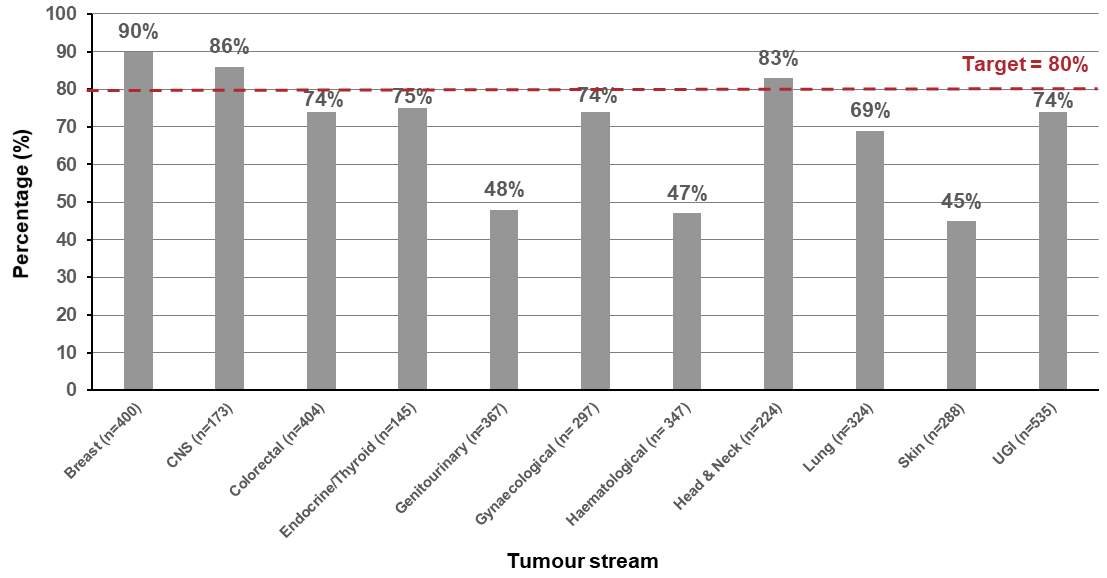 Percentage (%)
100
90
80
70
60
50
40
30
20
10
0
90%
86%
74%
75%
48%
74%
47%
83%
69%
45%
74%
Target = 80%
Breast (n=400)
CNS (n=173)
Colorectal (n=404)
Endocrine/Thyroid (n=145)
Genitourinary (n=367)
Gynaecological (n= 297)
Haematological (n= 347)
Head & Neck (n=224)
Lung (n=324)
Skin (n=288)
UGI (n=535)
Tumour stream